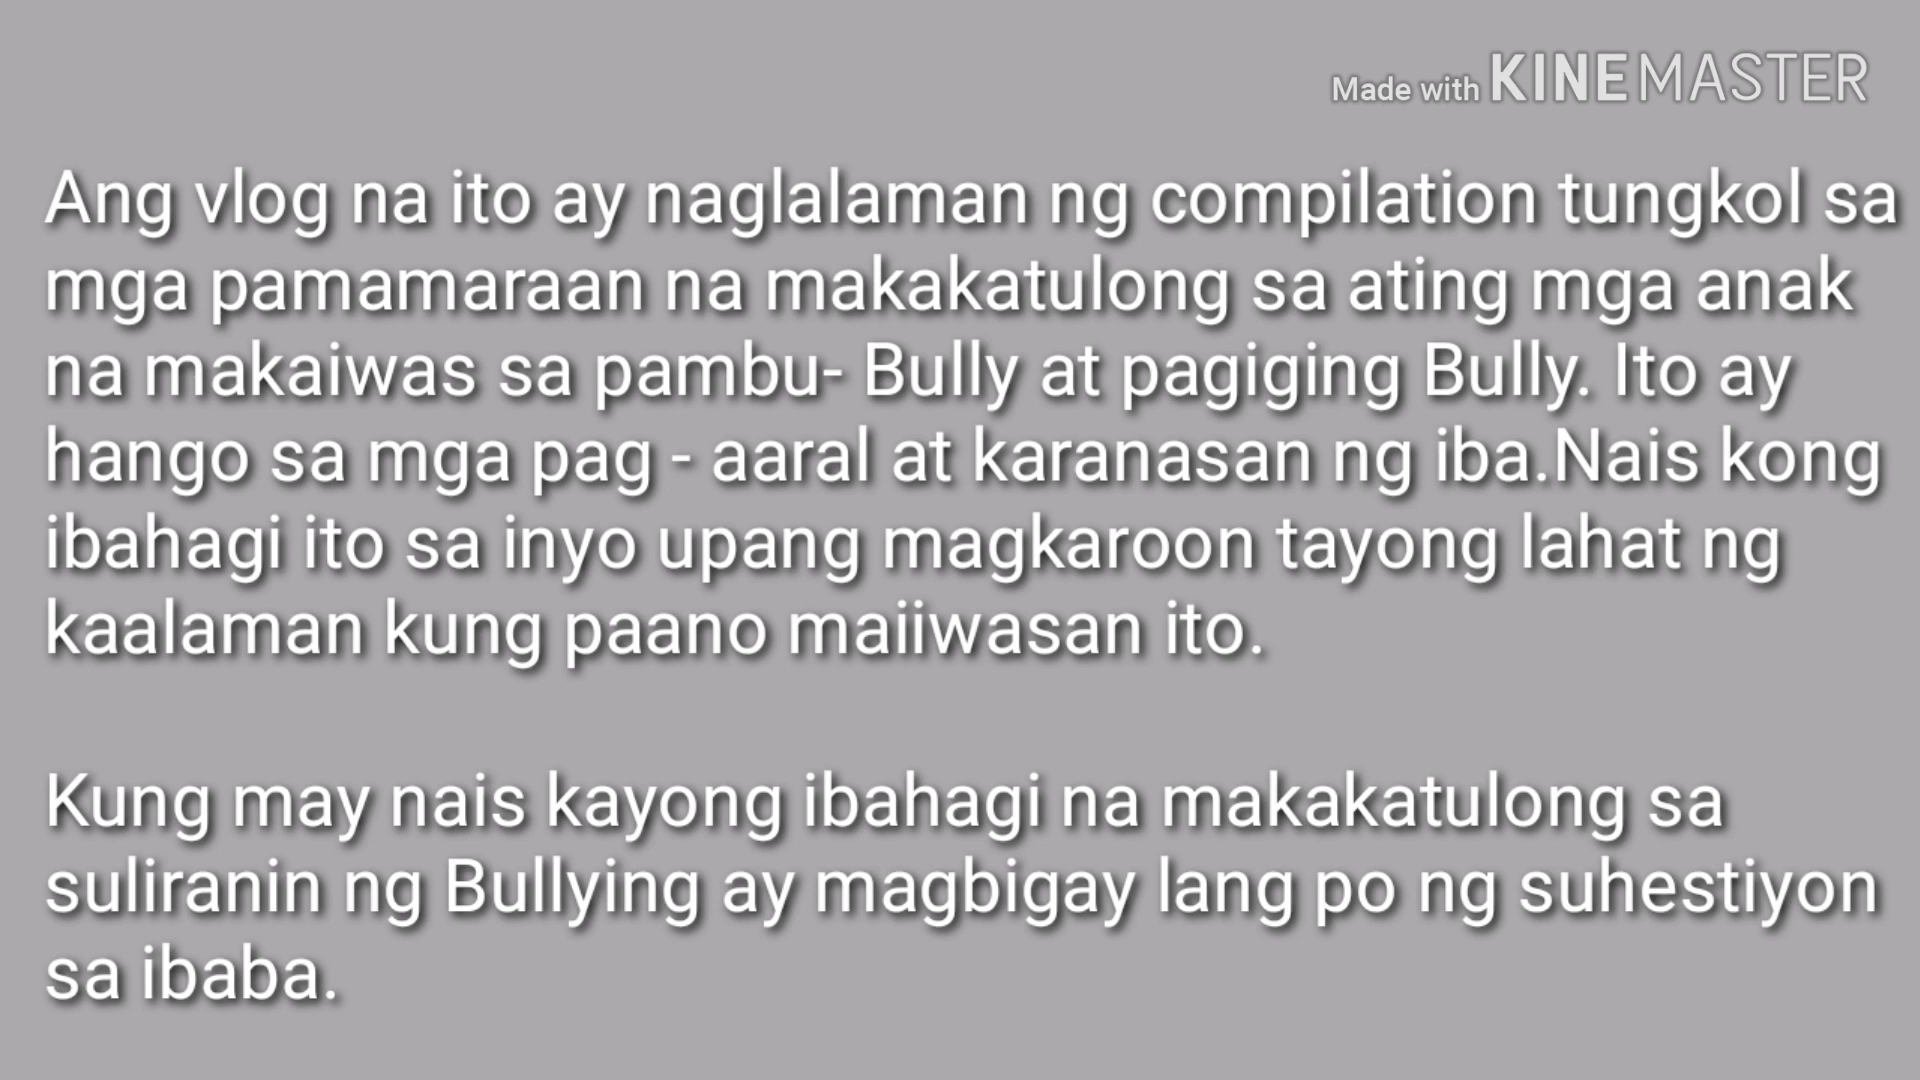 Made with KINEMASTER
Ang vlog na ito ay naglalaman ng compilation tungkol sa
mga pamamaraan na makakatulong sa ating mga anak
na makaiwas sa pambu- Bully at pagiging Bully. Ito ay
hango sa mga pag - aaral at karanasan ng iba.Nais kong
ibahagi ito sa inyo upang magkaroon tayong lahat ng
kaalaman kung paano maiiwasan ito.
Kung may nais kayong ibahagi na makakatulong sa
suliranin ng Bullying ay magbigay lang po ng suhestiyon
sa ibaba.